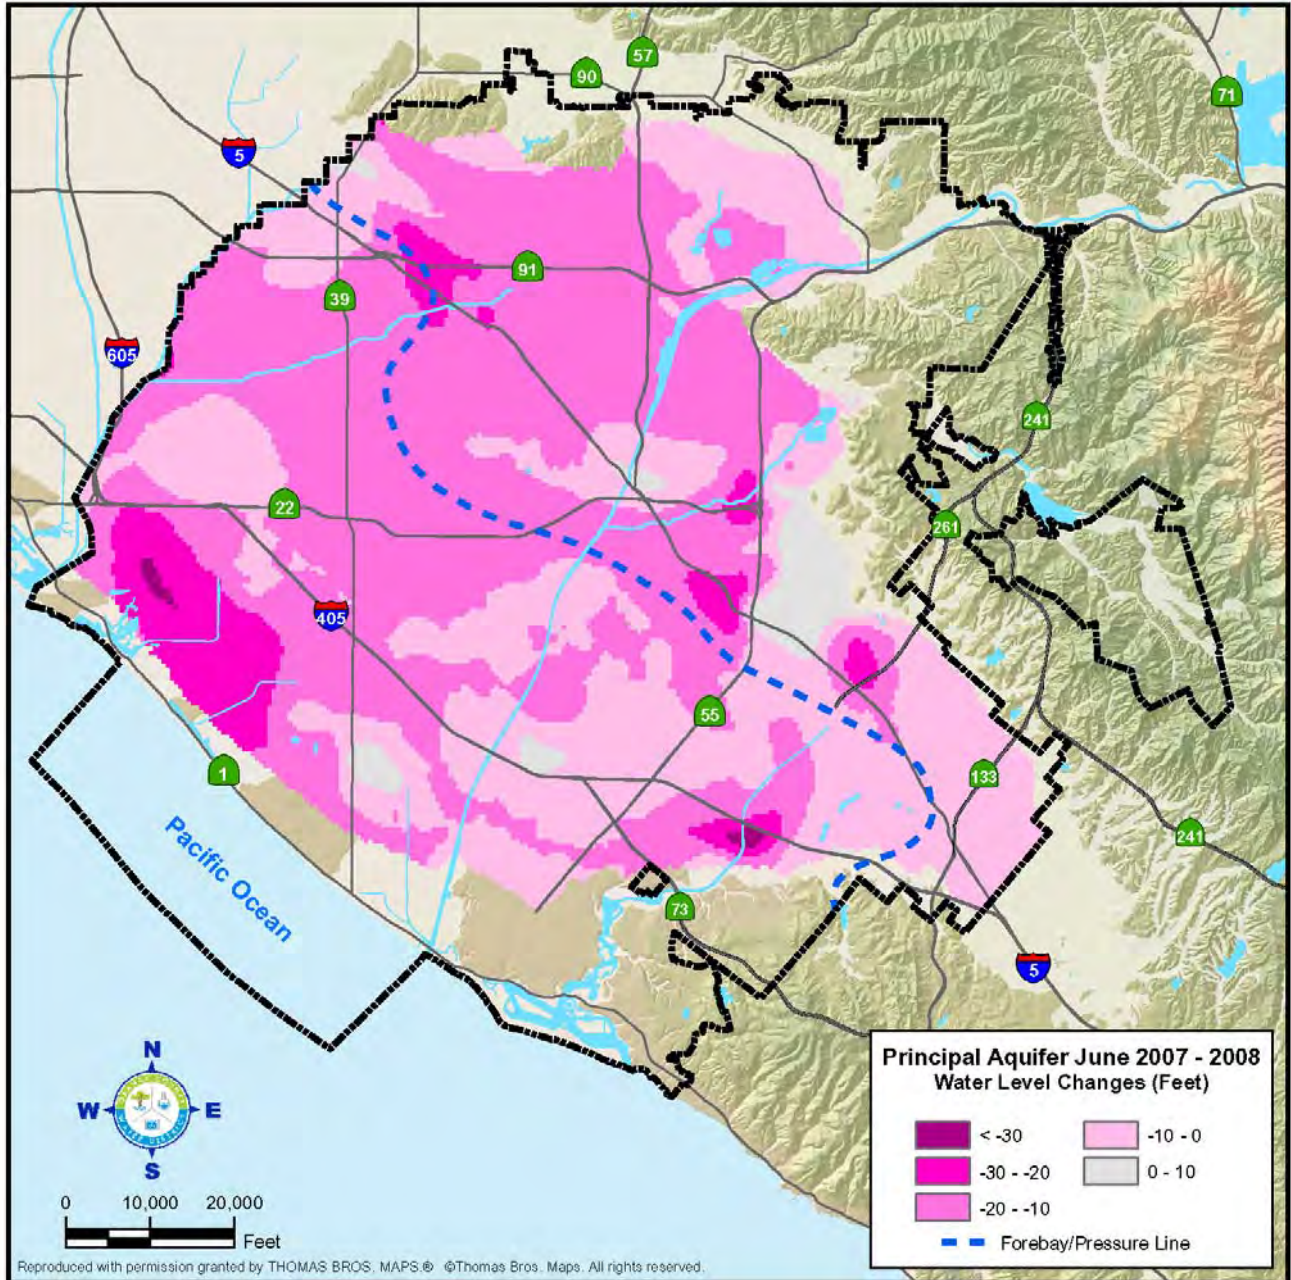 57
90
71
5
91
39
605
241
22
261
405
55
1
133
241
73
5
Pacific Ocean
N
W E
S
0 10,000 20,000
Feet
Principal Aquifer June 2007 - 2008
Water Level Changes (Feet)
< -30
-30 - -20
-20 - -10
-10 - 0
0 - 10
Forebay/Pressure Line
Reproduced with permission granted by THOMAS BROS. MAPS.® ©Thomas Bros. Maps. All rights reserved.